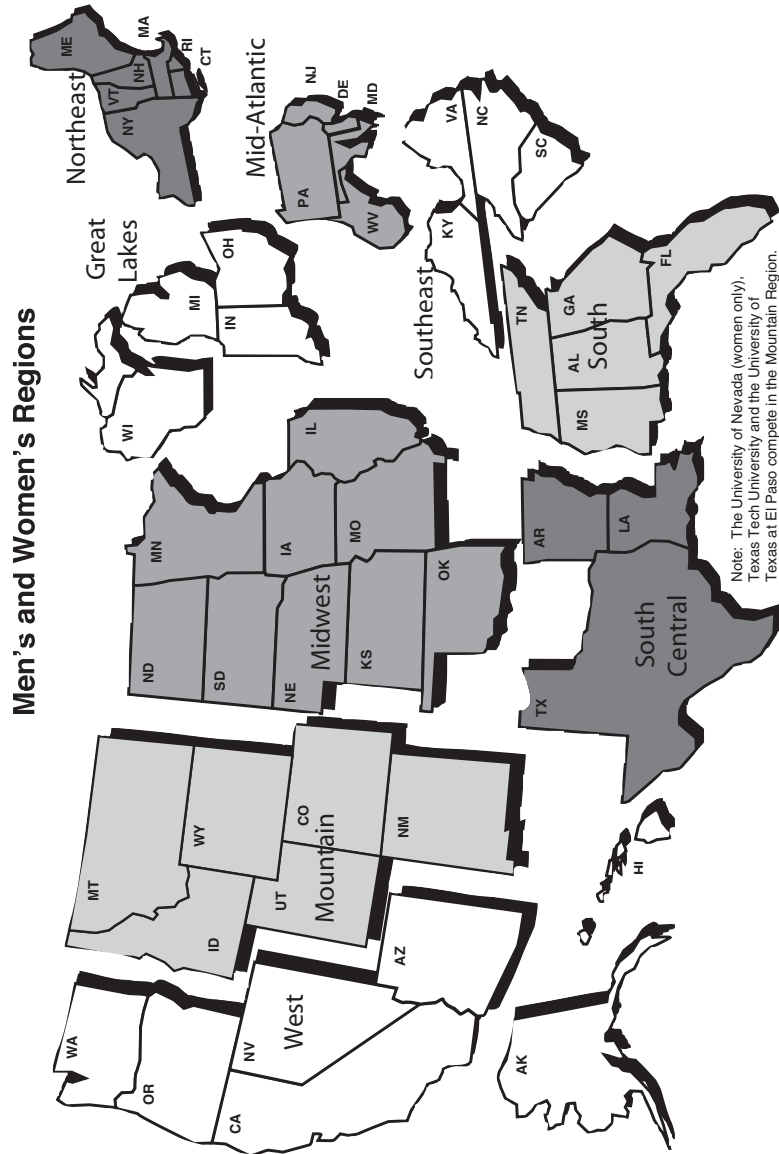 Men's and Women's Regions
WA
OR
CA
NV
West
AZ
AK
HI
MT
ID
WY
UT
CO
Mountain
NM
ND
SD
NE
Midwest
KS
OK
MN
IA
MO
IL
TX
South
Central
AR
LA
WI
MI
IN
OH
Great
Lakes
Southeast
KY
VA
NC
SC
TN
MS
AL
GA
South
FL
Mid-Atlantic
PA
WV
NJ
DE
MD
Northeast
ME
VT
NH
NY
MA
RI
CT
Note: The University of Nevada (women only),
Texas Tech University and the University of
Texas at El Paso compete in the Mountain Region.